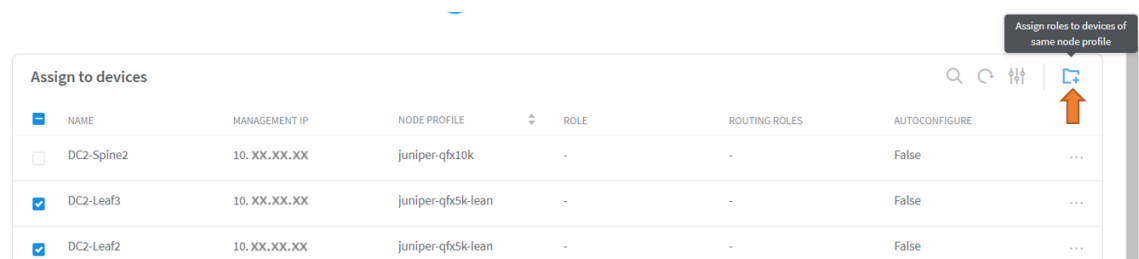 Assign roles to devices of
same node profile
Assign to devices
NAME MANAGEMENT IP NODE PROFILE ROLE ROUTING ROLES AUTOCONFIGURE
DC2-Spine2 10. XX.XX.XX juniper-qfx10k - - False ...
DC2-Leaf3 10. XX.XX.XX juniper-qfx5k-lean - - False ...
DC2-Leaf2 10. XX.XX.XX juniper-qfx5k-lean - - False ...